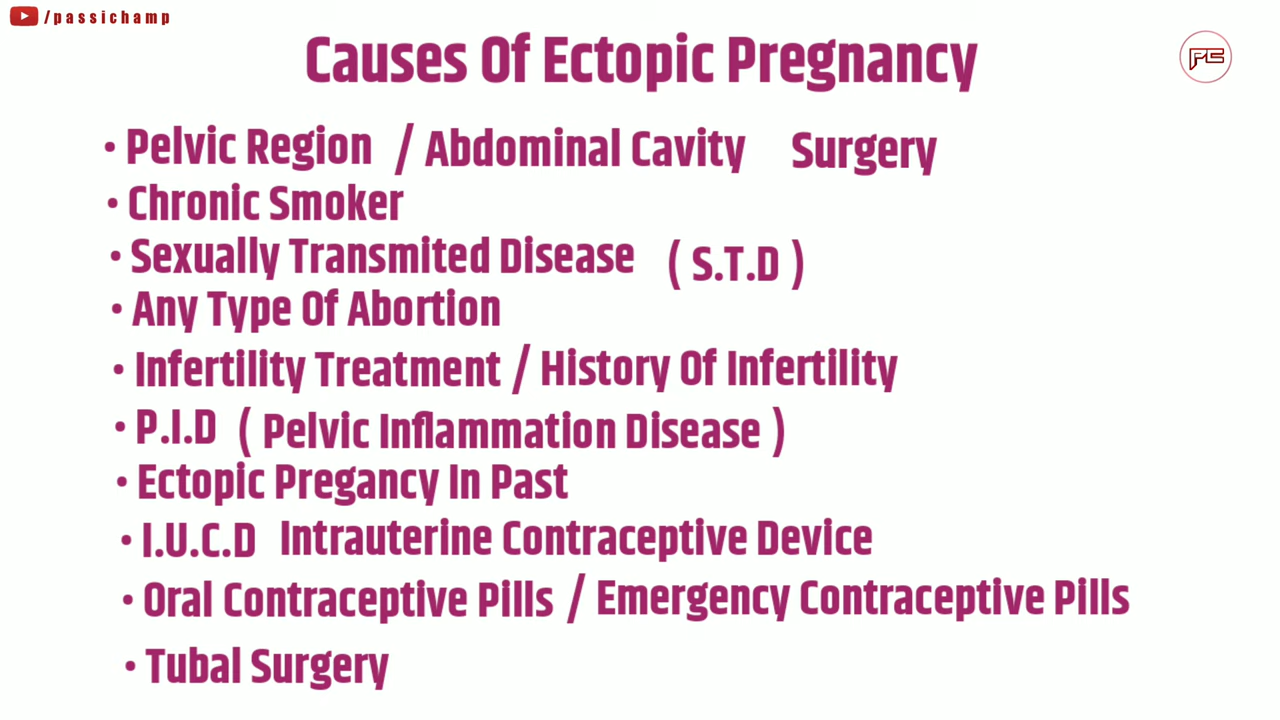 /passichamp
Causes Of Ectopic Pregnancy
PC
• Pelvic Region / Abdominal Cavity Surgery
• Chronic Smoker
• Sexually Transmited Disease ( S.T.D )
• Any Type Of Abortion
• Infertility Treatment / History Of Infertility
• P.I.D ( Pelvic Inflammation Disease )
• Ectopic Pregancy In Past
• I.U.C.D Intrauterine Contraceptive Device
• Oral Contraceptive Pills / Emergency Contraceptive Pills
• Tubal Surgery